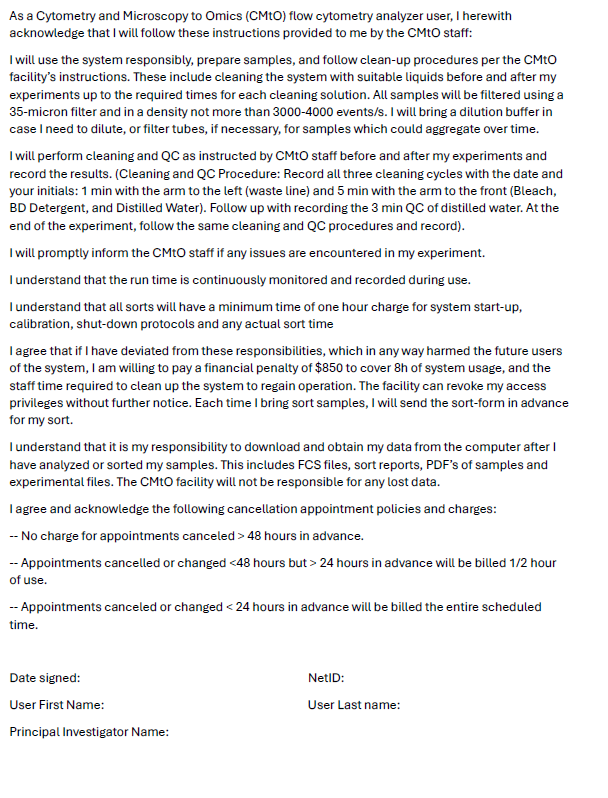 As a Cytometry and Microscopy to Omics (CMtO) flow cytometry analyzer user, I herewith
acknowledge that I will follow these instructions provided to me by the CMtO staff:
I will use the system responsibly, prepare samples, and follow clean-up procedures per the CMtO
facility's instructions. These include cleaning the system with suitable liquids before and after my
experiments up to the required times for each cleaning solution. All samples will be filtered using a
35-micron filter and in a density not more than 3000-4000 events/s. I will bring a dilution buffer in
case I need to dilute, or filter tubes, if necessary, for samples which could aggregate over time.
I will perform cleaning and QC as instructed by CMtO staff before and after my experiments and
record the results. (Cleaning and QC Procedure: Record all three cleaning cycles with the date and
your initials: 1 min with the arm to the left (waste line) and 5 min with the arm to the front (Bleach,
BD Detergent, and Distilled Water). Follow up with recording the 3 min QC of distilled water. At the
end of the experiment, follow the same cleaning and QC procedures and record).
I will promptly inform the CMtO staff if any issues are encountered in my experiment.
I understand that the run time is continuously monitored and recorded during use.
I understand that all sorts will have a minimum time of one hour charge for system start-up,
calibration, shut-down protocols and any actual sort time
I agree that if I have deviated from these responsibilities, which in any way harmed the future users
of the system, I am willing to pay a financial penalty of $850 to cover 8h of system usage, and the
staff time required to clean up the system to regain operation. The facility can revoke my access
privileges without further notice. Each time I bring sort samples, I will send the sort-form in advance
for my sort.
I understand that it is my responsibility to download and obtain my data from the computer after I
have analyzed or sorted my samples. This includes FCS files, sort reports, PDF's of samples and
experimental files. The CMtO facility will not be responsible for any lost data.
I agree and acknowledge the following cancellation appointment policies and charges:
-- No charge for appointments canceled > 48 hours in advance.
-- Appointments cancelled or changed <48 hours but > 24 hours in advance will be billed 1/2 hour
of use.
-- Appointments canceled or changed < 24 hours in advance will be billed the entire scheduled
time.
Date signed: NetID:
User First Name: User Last name:
Principal Investigator Name: